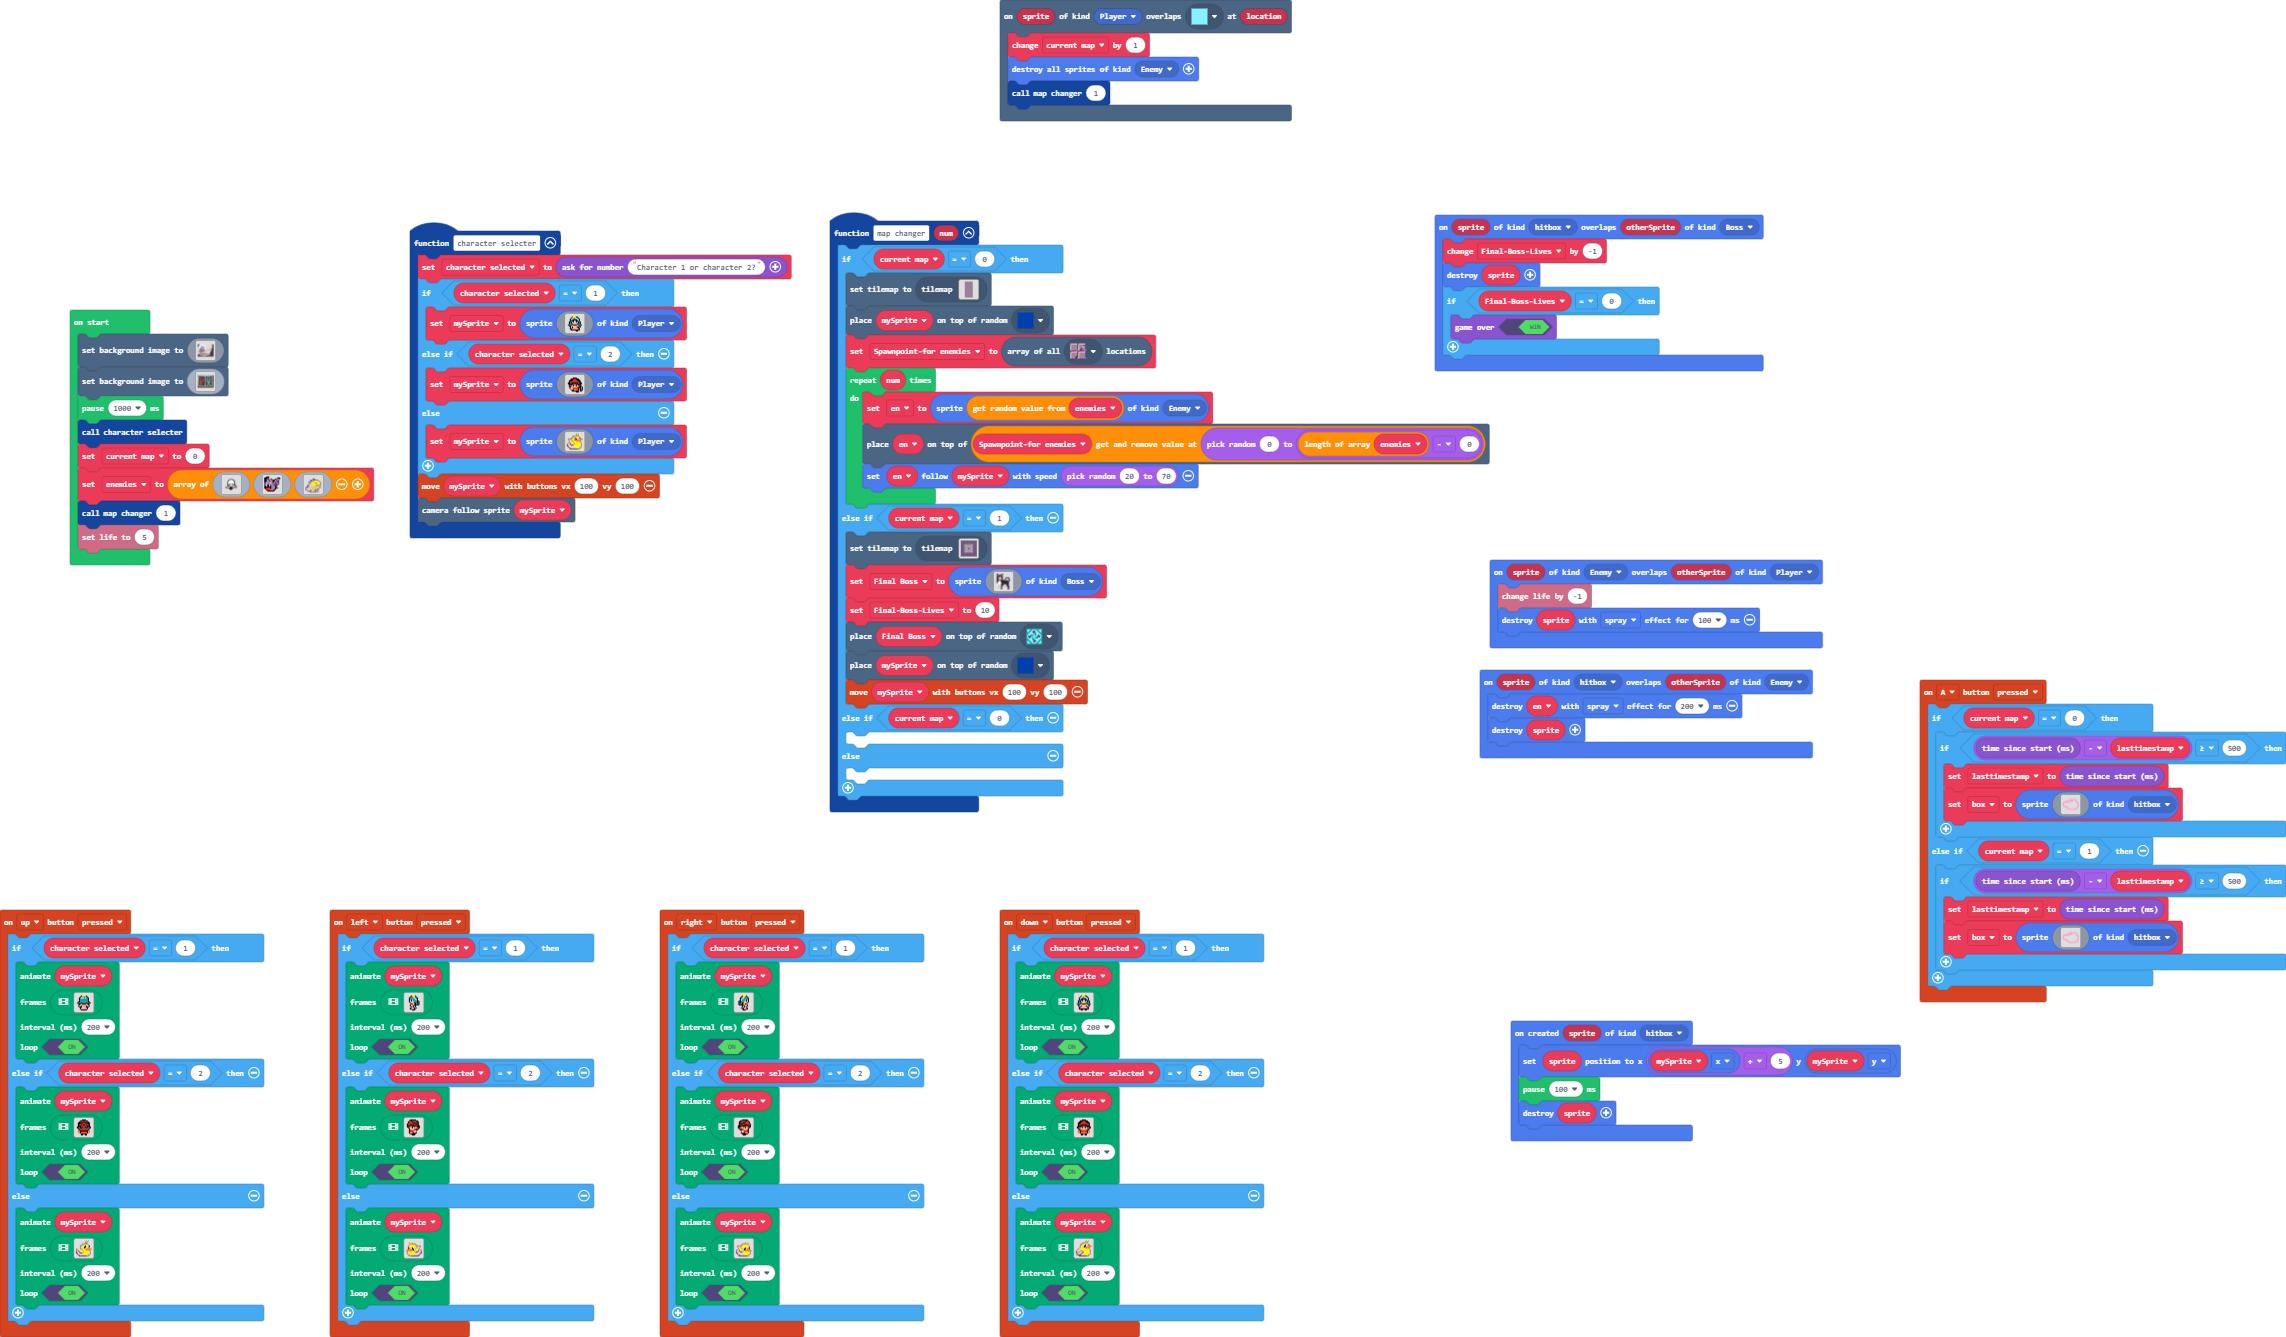 on sprite of kind Player overlaps at location
change current map by 1
destroy all sprites of kind Enemy
call map changer 1
on start
set background image to
set background image to
pause 1000 ms
call character selecter
set current map to 0
set enemies to array of
call map changer 1
set life to 5
function character selecter
set character selected to ask for number "Character 1 or character 2?"
if character selected = 1 then
set mySprite to sprite of kind Player
else if character selected = 2 then
set mySprite to sprite of kind Player
else
set mySprite to sprite of kind Player
move mySprite with buttons vx 100 vy 100
camera follow sprite mySprite
function map changer num
if current map = 0 then
set tilemap to tilemap
place mySprite on top of random
set Spawnpoint-for enemies to array of all locations
repeat num times
do
set en to sprite get random value from enemies of kind Enemy
place en on top of Spawnpoint-for enemies get and remove value at pick random 0 to length of array enemies - 0
set en follow mySprite with speed pick random 20 to 70
else if current map = 1 then
set tilemap to tilemap
set Final Boss to sprite of kind Boss
set Final-Boss-Lives to 10
place Final Boss on top of random
place mySprite on top of random
move mySprite with buttons vx 100 vy 100
else if current map = 0 then
else
on sprite of kind hitbox overlaps otherSprite of kind Boss
change Final-Boss-Lives by -1
destroy sprite
if Final-Boss-Lives = 0 then
game over WIN
on sprite of kind Enemy overlaps otherSprite of kind Player
change life by -1
destroy sprite with spray effect for 100 ms
on sprite of kind hitbox overlaps otherSprite of kind Enemy
destroy en with spray effect for 200 ms
destroy sprite
on A button pressed
if current map = 0 then
if time since start (ms) - lasttimestamp ≥ 500 then
set lasttimestamp to time since start (ms)
set box to sprite of kind hitbox
else if current map = 1 then
if time since start (ms) - lasttimestamp ≥ 500 then
set lasttimestamp to time since start (ms)
set box to sprite of kind hitbox
on created sprite of kind hitbox
set sprite position to x mySprite x + 5 y mySprite y
pause 100 ms
destroy sprite
on up button pressed
if character selected = 1 then
animate mySprite
frames
interval (ms) 200
loop ON
else if character selected = 2 then
animate mySprite
frames
interval (ms) 200
loop ON
else
animate mySprite
frames
interval (ms) 200
loop ON
on left button pressed
if character selected = 1 then
animate mySprite
frames
interval (ms) 200
loop ON
else if character selected = 2 then
animate mySprite
frames
interval (ms) 200
loop ON
else
animate mySprite
frames
interval (ms) 200
loop ON
on right button pressed
if character selected = 1 then
animate mySprite
frames
interval (ms) 200
loop ON
else if character selected = 2 then
animate mySprite
frames
interval (ms) 200
loop ON
else
animate mySprite
frames
interval (ms) 200
loop ON
on down button pressed
if character selected = 1 then
animate mySprite
frames
interval (ms) 200
loop ON
else if character selected = 2 then
animate mySprite
frames
interval (ms) 200
loop ON
else
animate mySprite
frames
interval (ms) 200
loop ON